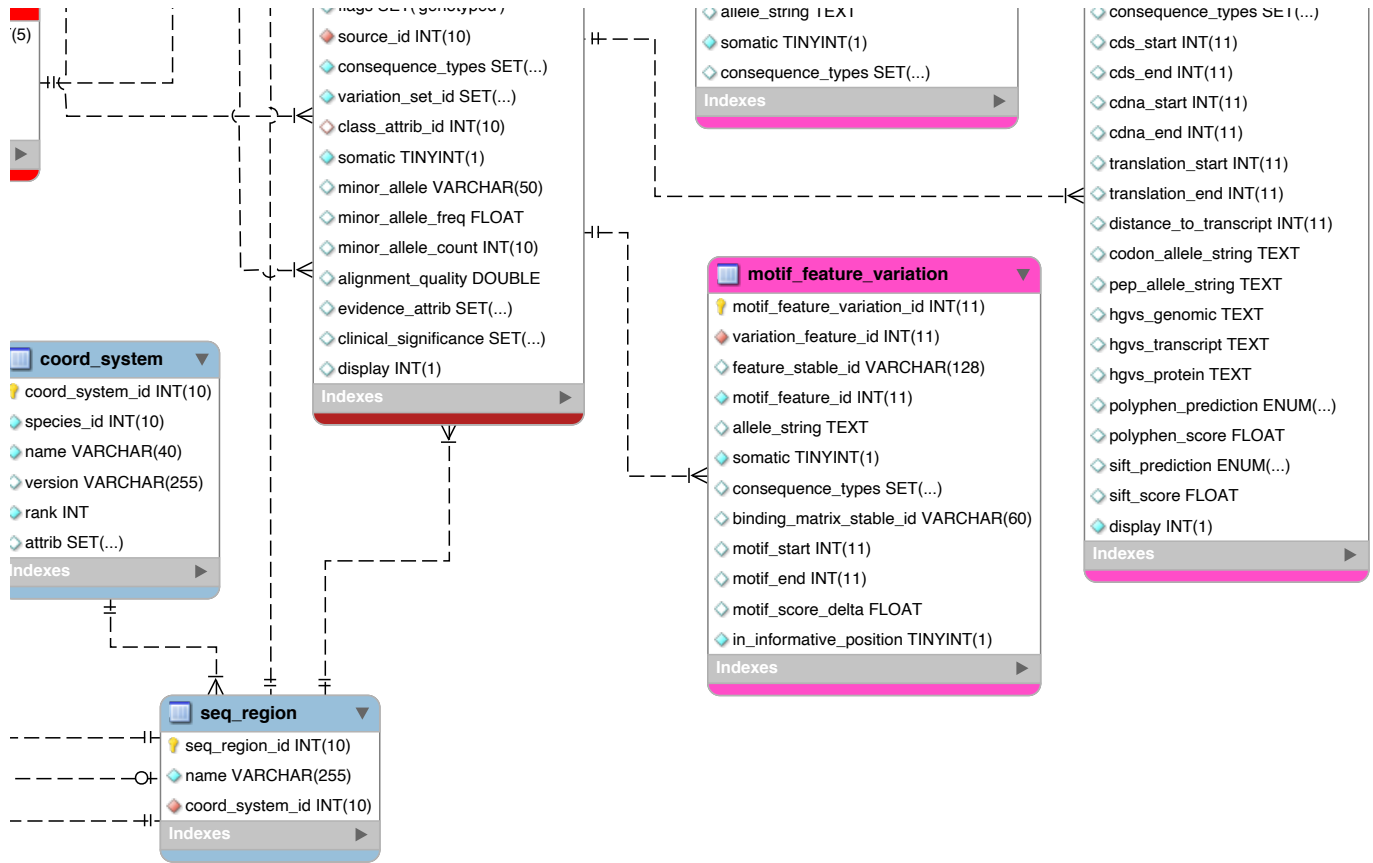 (5)
flags SET('genotyped')
source_id INT(10)
consequence_types SET(...)
variation_set_id SET(...)
class_attrib_id INT(10)
somatic TINYINT(1)
minor_allele VARCHAR(50)
minor_allele_freq FLOAT
minor_allele_count INT(10)
alignment_quality DOUBLE
evidence_attrib SET(...)
clinical_significance SET(...)
display INT(1)
Indexes
allele_string TEXT
somatic TINYINT(1)
consequence_types SET(...)
Indexes
consequence_types SET(...)
cds_start INT(11)
cds_end INT(11)
cdna_start INT(11)
cdna_end INT(11)
translation_start INT(11)
translation_end INT(11)
distance_to_transcript INT(11)
codon_allele_string TEXT
pep_allele_string TEXT
hgvs_genomic TEXT
hgvs_transcript TEXT
hgvs_protein TEXT
polyphen_prediction ENUM(...)
polyphen_score FLOAT
sift_prediction ENUM(...)
sift_score FLOAT
display INT(1)
Indexes
motif_feature_variation
motif_feature_variation_id INT(11)
variation_feature_id INT(11)
feature_stable_id VARCHAR(128)
motif_feature_id INT(11)
allele_string TEXT
somatic TINYINT(1)
consequence_types SET(...)
binding_matrix_stable_id VARCHAR(60)
motif_start INT(11)
motif_end INT(11)
motif_score_delta FLOAT
in_informative_position TINYINT(1)
Indexes
coord_system
coord_system_id INT(10)
species_id INT(10)
name VARCHAR(40)
version VARCHAR(255)
rank INT
attrib SET(...)
Indexes
seq_region
seq_region_id INT(10)
name VARCHAR(255)
coord_system_id INT(10)
Indexes